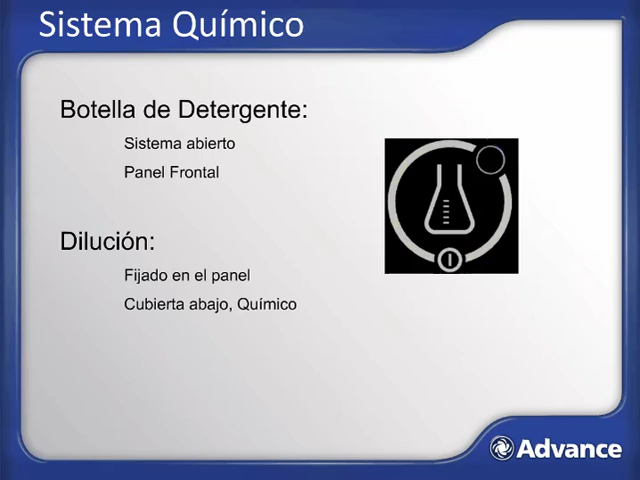 Sistema Químico
Botella de Detergente:
Sistema abierto
Panel Frontal
Dilución:
Fijado en el panel
Cubierta abajo, Químico
Advance